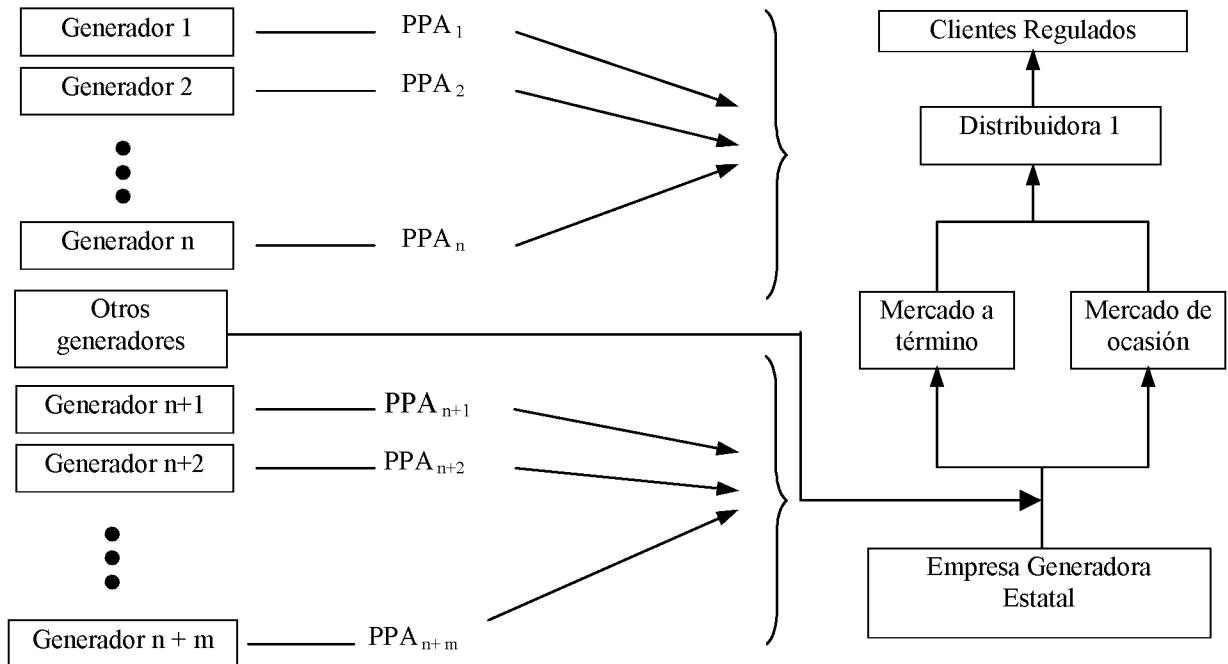 Generador 1
PPA 1
Generador 2
PPA 2
Generador n
PPA n
Otros
generadores
Generador n+1
PPA n+1
Generador n+2
PPA n+2
Generador n + m
PPA n+ m
Clientes Regulados
Distribuidora 1
Mercado a
término
Mercado de
ocasión
Empresa Generadora
Estatal